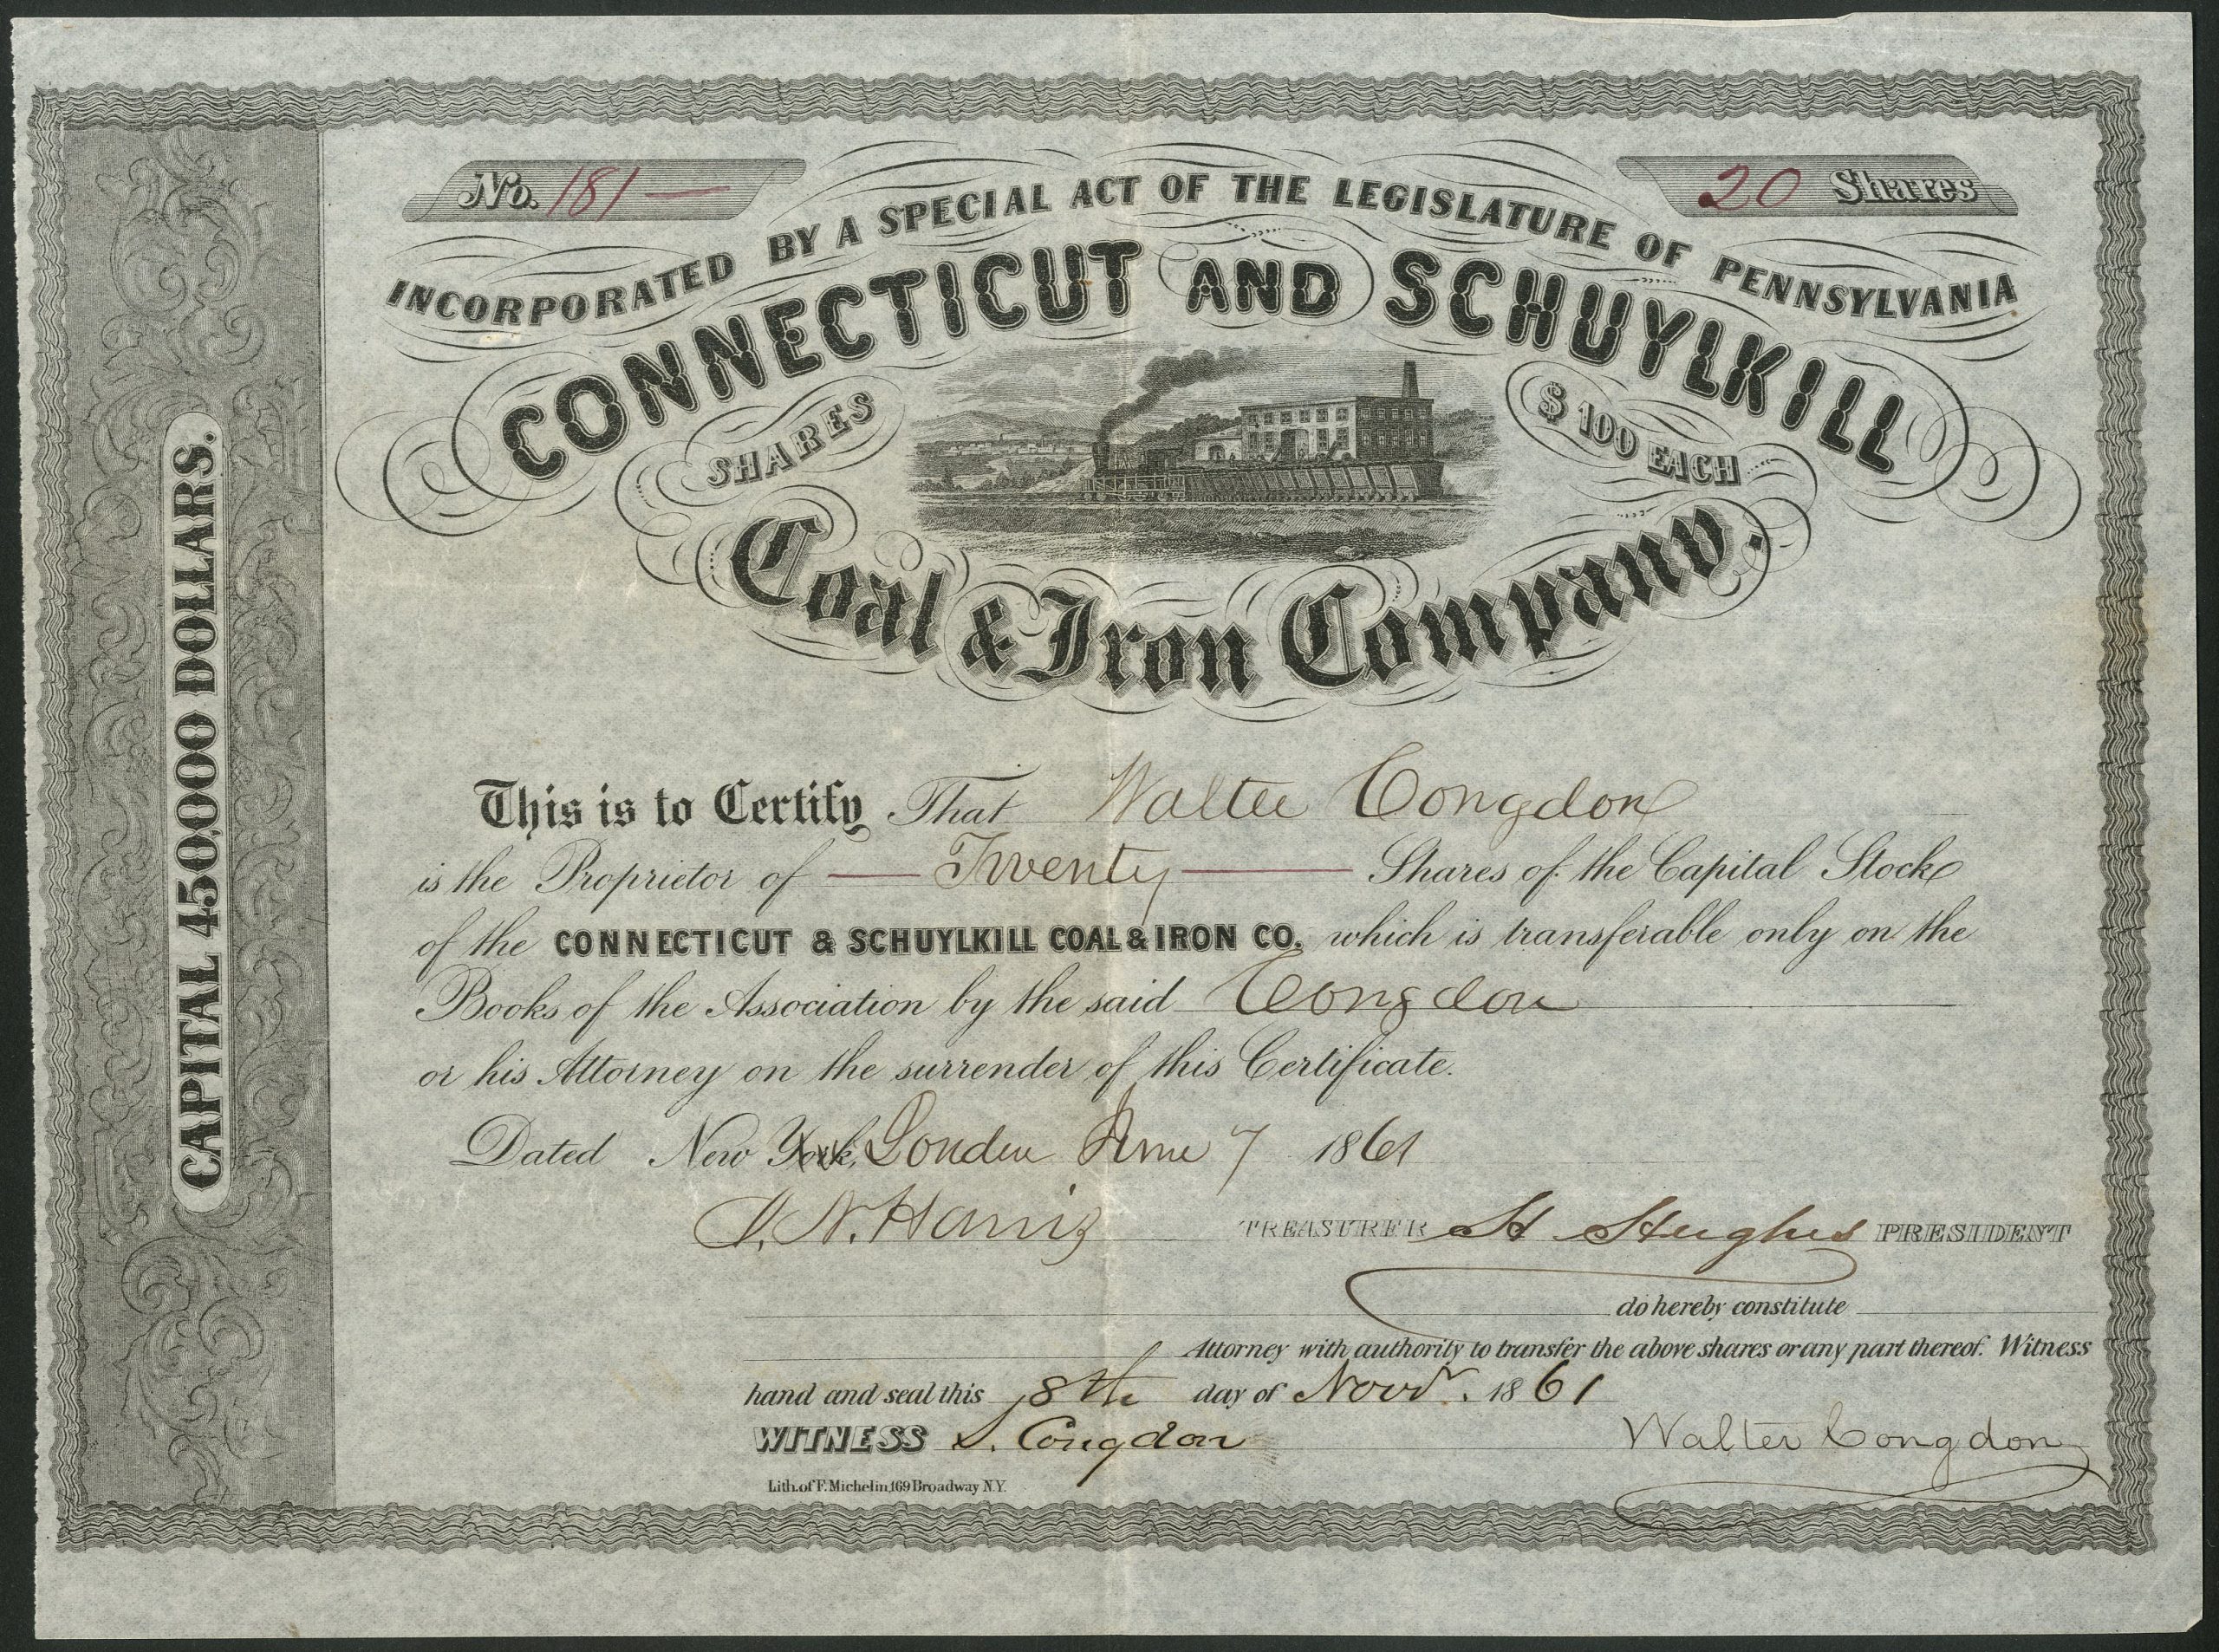 No. 181 —
20 Shares
INCORPORATED BY A SPECIAL ACT OF THE LEGISLATURE OF PENNSYLVANIA
CONNECTICUT AND SCHUYLKILL
SHARES $100 EACH
Coal & Iron Company.
CAPITAL 450,000 DOLLARS.
This is to Certify That Walter Congdon
is the Proprietor of — Twenty — Shares of the Capital Stock
of the CONNECTICUT & SCHUYLKILL COAL & IRON CO. which is transferable only on the
Books of the Association by the said Congdon
or his Attorney on the surrender of this Certificate.
Dated New York, London June 7 1861
J. N. Harris TREASURER H Hughes PRESIDENT
do hereby constitute
Attorney with authority to transfer the above shares or any part thereof. Witness
hand and seal this 8th day of Novr. 1861
WITNESS S. Congdon Walter Congdon
Lith. of F. Michelin, 169 Broadway N.Y.